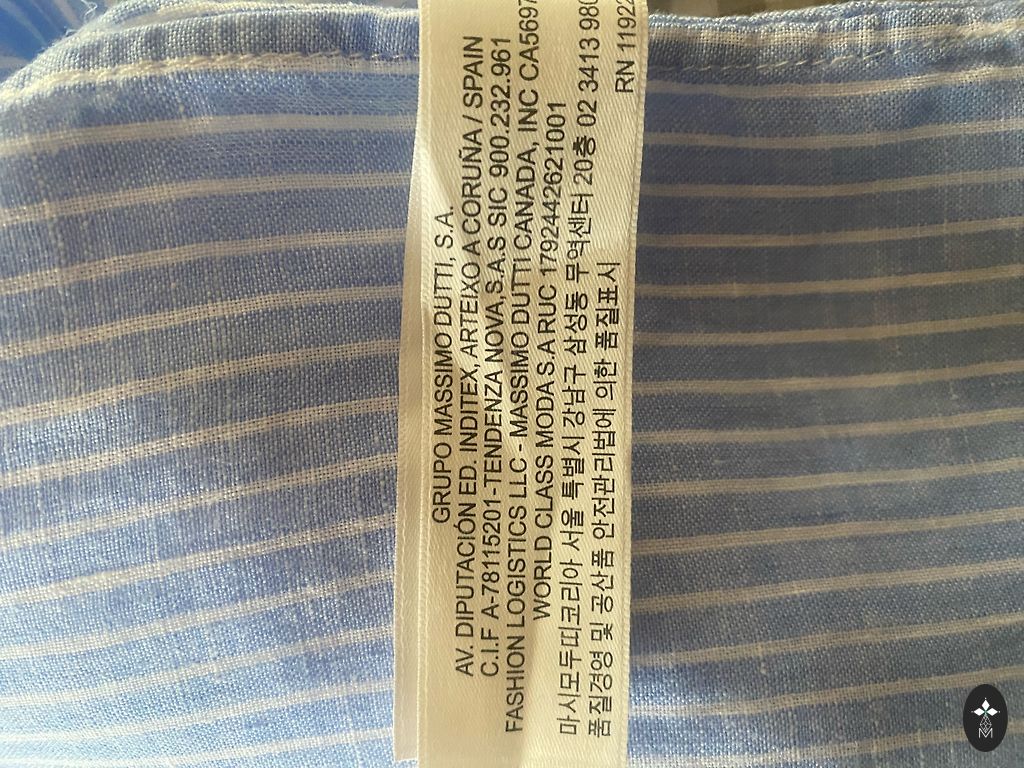 GRUPO MASSIMO DUTTI, S.A.
AV. DIPUTACIÓN ED. INDITEX, ARTEIXO A CORUÑA / SPAIN
C.I.F A-78115201-TENDENZA NOVA, S.A.S SIC 900.232.961
FASHION LOGISTICS LLC - MASSIMO DUTTI CANADA, INC CA5697
WORLD CLASS MODA S.A RUC 1792442621001
마시모두띠코리아 서울 특별시 강남구 삼성동 무역센터 20층 02 3413 980
품질경영 및 공산품 안전관리법에 의한 품질표시
RN 1192
M